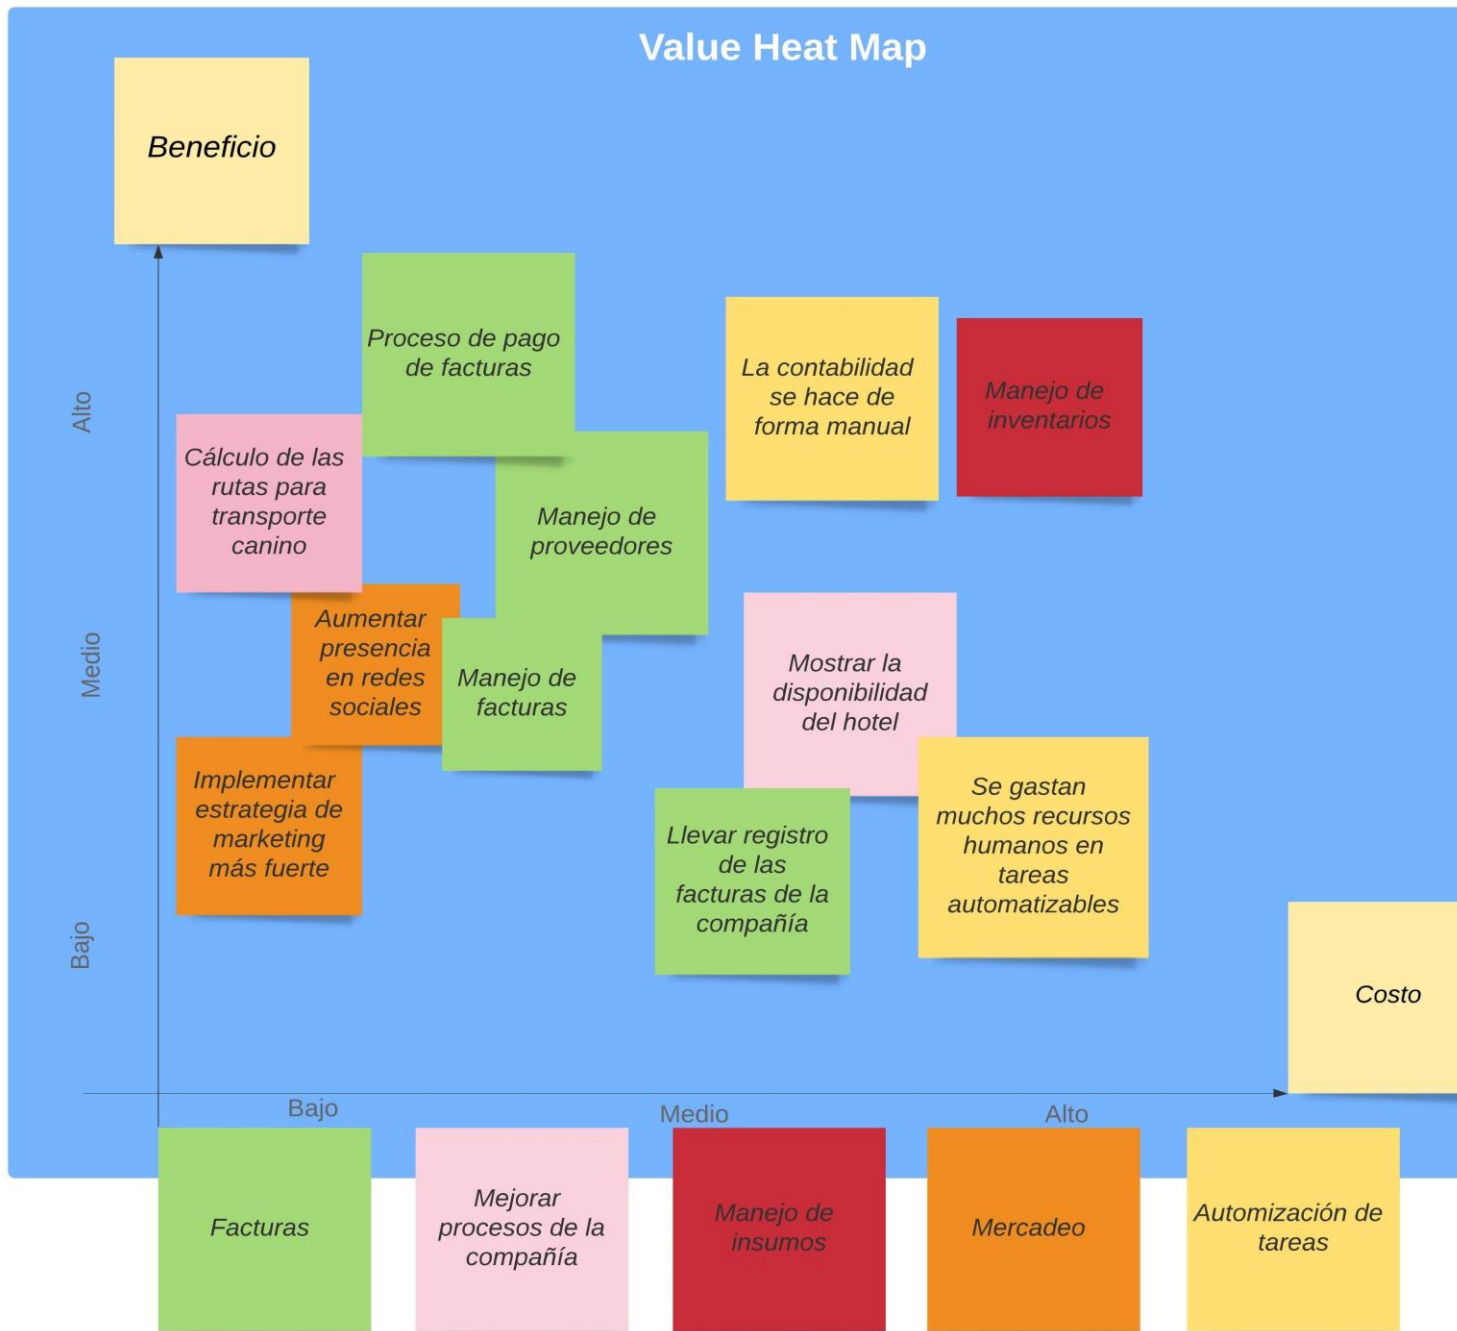 Value Heat Map
Beneficio
Proceso de pago
de facturas
La contabilidad
se hace de
forma manual
Manejo de
inventarios
Alto
Cálculo de las
rutas para
transporte
canino
Manejo de
proveedores
Aumentar
presencia
en redes
sociales
Manejo de
facturas
Medio
Mostrar la
disponibilidad
del hotel
Implementar
estrategia de
marketing
más fuerte
Llevar registro
de las
facturas de la
compañía
Se gastan
muchos recursos
humanos en
tareas
automatizables
Bajo
Costo
Bajo
Medio
Alto
Facturas
Mejorar
procesos de la
compañía
Manejo de
insumos
Mercadeo
Automización de
tareas